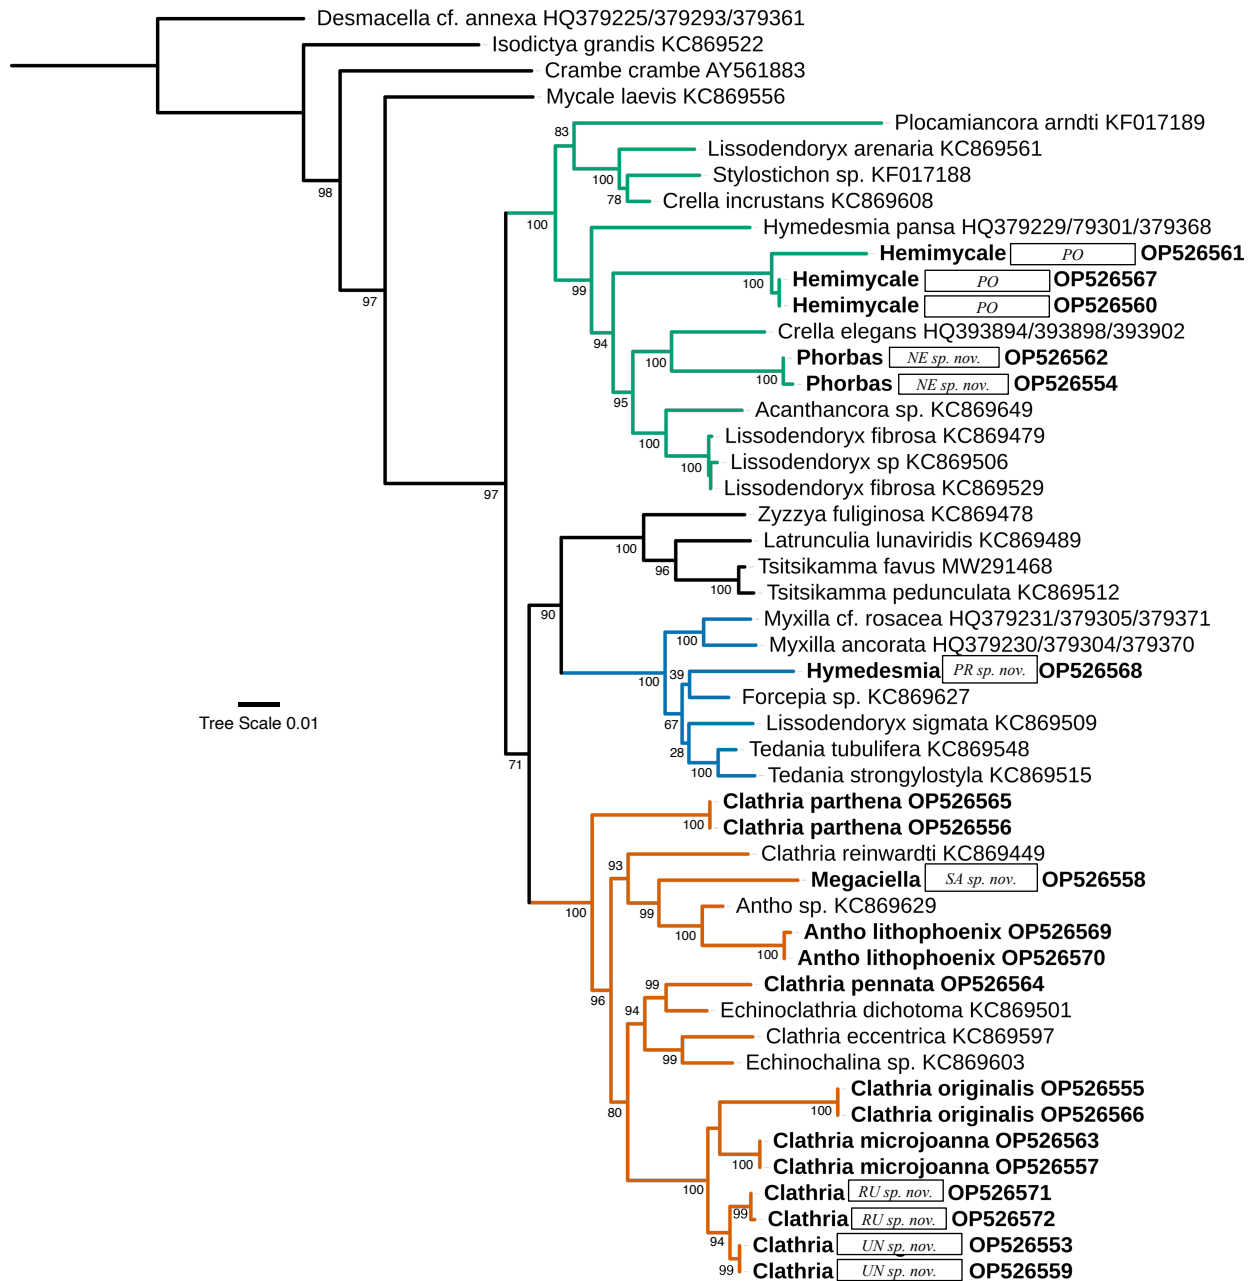 Desmacella cf. annexa HQ379225/379293/379361
Isodictya grandis KC869522
Crambe crambe AY561883
Mycale laevis KC869556
Plocamiancora arndti KF017189
83
Lissodendoryx arenaria KC869561
Stylostichon sp. KF017188
100
98
Crella incrustans KC869608
78
100
Hymedesmia pansa HQ379229/79301/379368
Hemimycale PO OP526561
Hemimycale PO OP526567
100
99
97
Hemimycale PO OP526560
Crella elegans HQ393894/393898/393902
94
Phorbas NE sp. nov. OP526562
100
100
Phorbas NE sp. nov. OP526554
95
Acanthancora sp. KC869649
Lissodendoryx fibrosa KC869479
100
Lissodendoryx sp KC869506
100
Lissodendoryx fibrosa KC869529
97
Zyzzya fuliginosa KC869478
Latrunculia lunaviridis KC869489
100
Tsitsikamma favus MW291468
96
100
Tsitsikamma pedunculata KC869512
90
Myxilla cf. rosacea HQ379231/379305/379371
Myxilla ancorata HQ379230/379304/379370
100
Hymedesmia PR sp. nov. OP526568
39
100
Forcepia sp. KC869627
Lissodendoryx sigmata KC869509
67
Tree Scale 0.01
Tedania tubulifera KC869548
28
71
100
Tedania strongylostyla KC869515
Clathria parthena OP526565
100
Clathria parthena OP526556
Clathria reinwardti KC869449
93
Megaciella SA sp. nov. OP526558
Antho sp. KC869629
100
99
Antho lithophoenix OP526569
100
100
Antho lithophoenix OP526570
Clathria pennata OP526564
99
96
Echinoclathria dichotoma KC869501
94
Clathria eccentrica KC869597
99
Echinochalina sp. KC869603
Clathria originalis OP526555
80
100
Clathria originalis OP526566
Clathria microjoanna OP526563
100
Clathria microjoanna OP526557
100
Clathria RU sp. nov. OP526571
99
Clathria RU sp. nov. OP526572
94
Clathria UN sp. nov. OP526553
99
Clathria UN sp. nov. OP526559